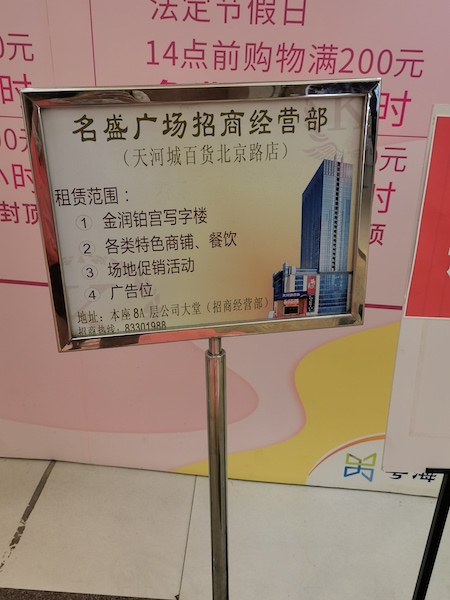 法定节假日
14点前购物满200元
名盛广场招商经营部
（天河城百货北京路店）
租赁范围：
① 金润铂宫写字楼
② 各类特色商铺、餐饮
③ 场地促销活动
④ 广告位
地址：本座8A层公司大堂（招商经营部）
招商热线：83301988